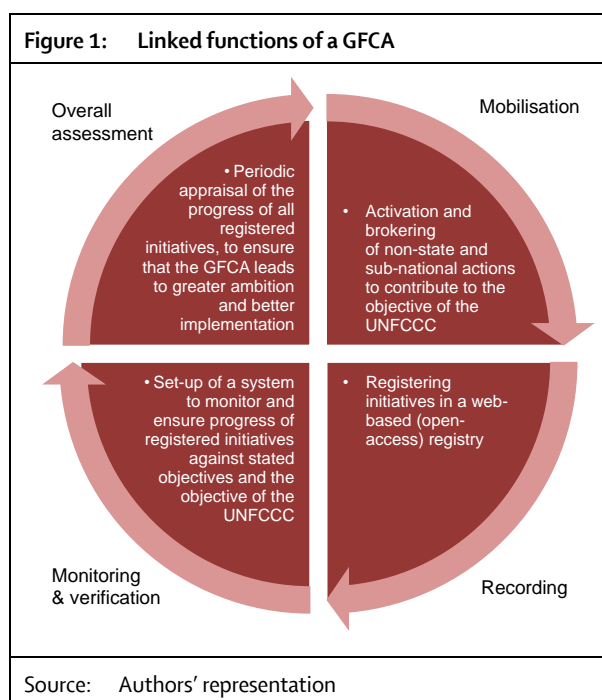 Figure 1: Linked functions of a GFCA
Overall
assessment
Mobilisation
• Periodic
appraisal of the
progress of all
registered
initiatives, to ensure
that the GFCA leads
to greater ambition
and better
implementation
• Activation and
brokering
of non-state and
sub-national actions
to contribute to the
objective of the
UNFCCC
• Set-up of a system
to monitor and
ensure progress of
registered initiatives
against stated
objectives and the
objective of the
UNFCCC
• Registering
initiatives in a web-
based (open-
access) registry
Monitoring
& verification
Recording
Source: Authors' representation